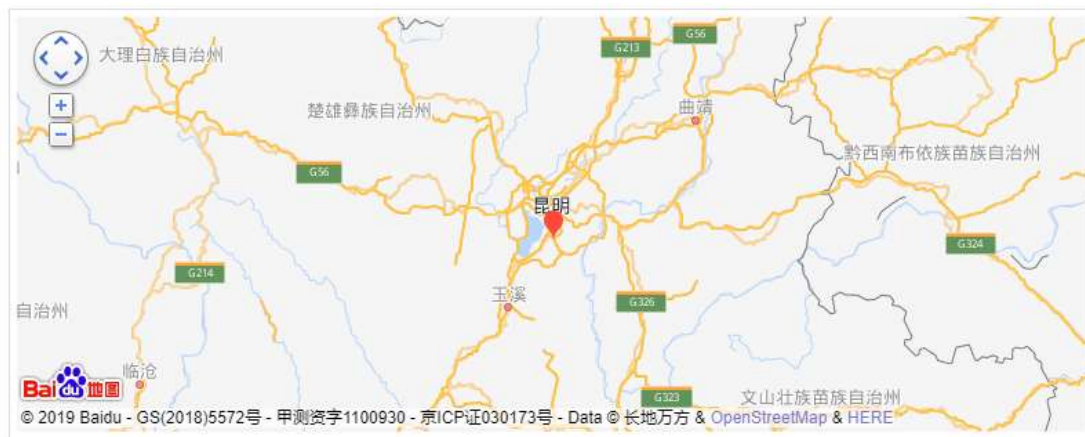 G56
大理白族自治州
G213
楚雄彝族自治州
曲靖
黔西南布依族苗族自治州
G56
昆明
G324
G214
玉溪
G326
自治州
临沧
文山壮族苗族自治州
G323
Bai du 地图
© 2019 Baidu - GS(2018)5572号 - 甲测资字1100930 - 京ICP证030173号 - Data © 长地万方 & OpenStreetMap & HERE